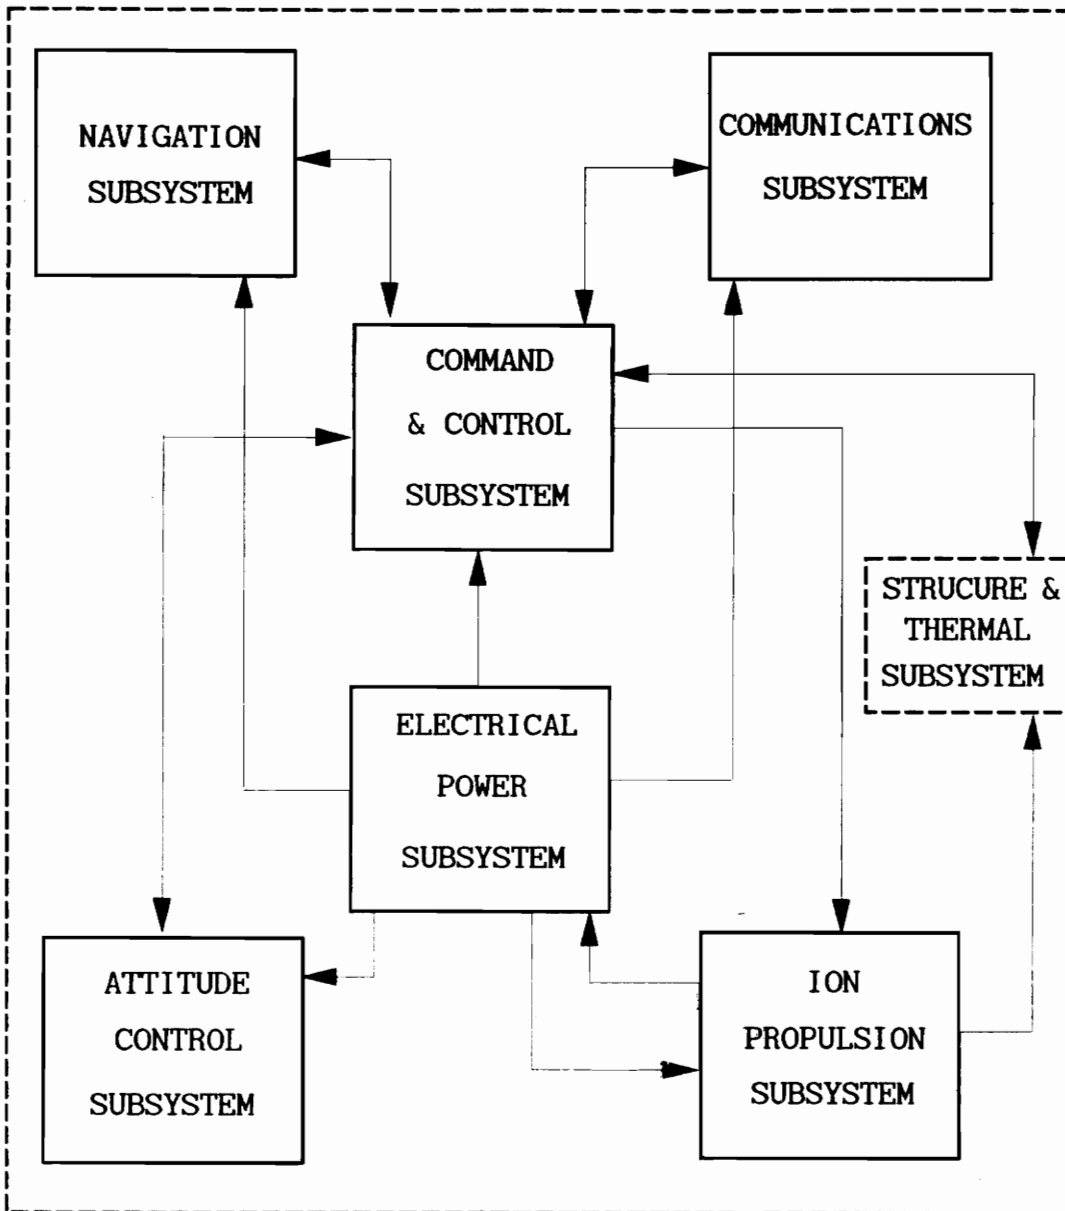 NAVIGATION
SUBSYSTEM
COMMUNICATIONS
SUBSYSTEM
COMMAND
& CONTROL
SUBSYSTEM
STRUCURE &
THERMAL
SUBSYSTEM
ELECTRICAL
POWER
SUBSYSTEM
ATTITUDE
CONTROL
SUBSYSTEM
ION
PROPULSION
SUBSYSTEM